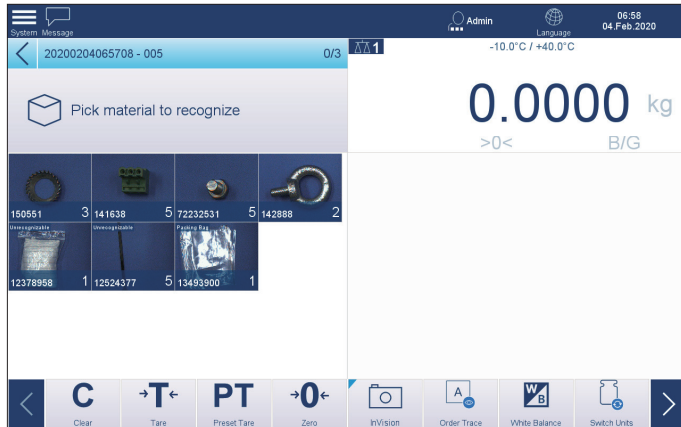 System Message
Admin
Language
06:58
04.Feb.2020
20200204065708 - 005 0/3
1
-10.0°C / +40.0°C
Pick material to recognize
0.0000 kg
>0< B/G
150551 3
141638 5
72232531 5
142888 2
Unrecognizable
12378958 1
Unrecognizable
12524377 5
Packing Bag
13493900 1
C
Clear
→T←
Tare
PT
Preset Tare
→0←
Zero
InVision
A
Order Trace
W/B
White Balance
Switch Units